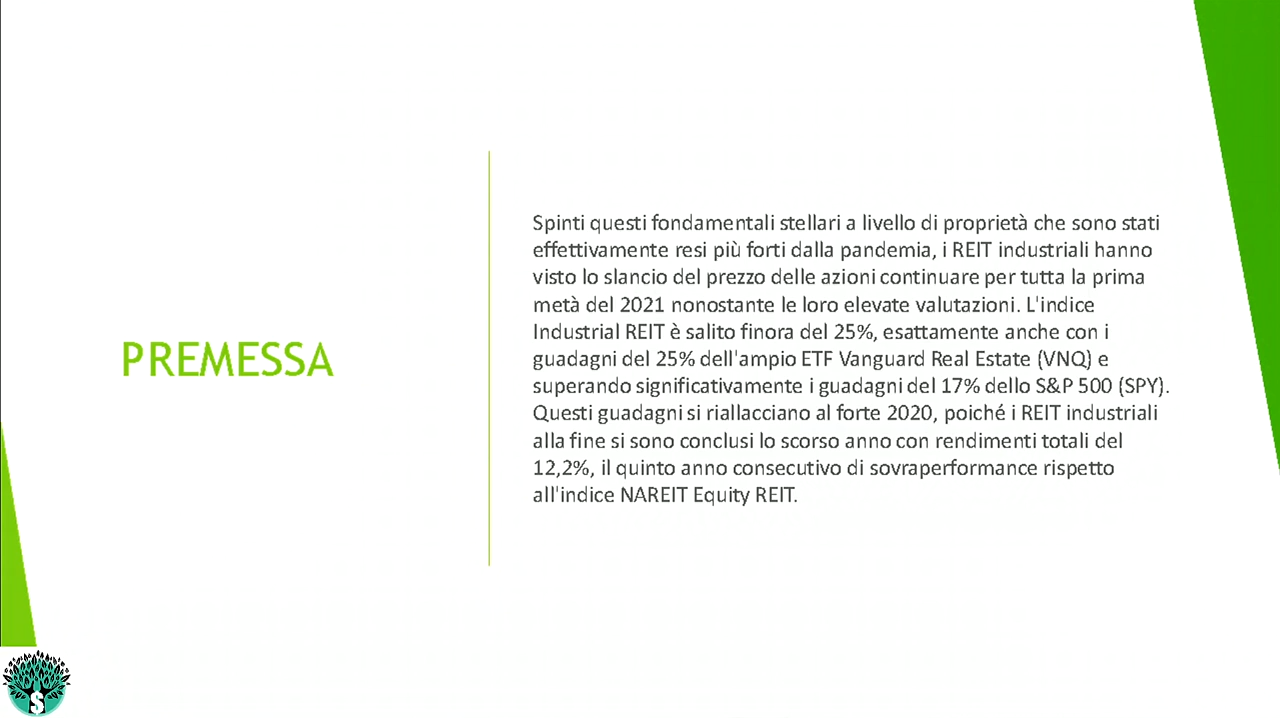 PREMESSA
Spinti questi fondamentali stellari a livello di proprietà che sono stati
effettivamente resi più forti dalla pandemia, i REIT industriali hanno
visto lo slancio del prezzo delle azioni continuare per tutta la prima
metà del 2021 nonostante le loro elevate valutazioni. L'indice
Industrial REIT è salito finora del 25%, esattamente anche con i
guadagni del 25% dell'ampio ETF Vanguard Real Estate (VNQ) e
superando significativamente i guadagni del 17% dello S&P 500 (SPY).
Questi guadagni si riallacciano al forte 2020, poiché i REIT industriali
alla fine si sono conclusi lo scorso anno con rendimenti totali del
12,2%, il quinto anno consecutivo di sovraperformance rispetto
all'indice NAREIT Equity REIT.
$